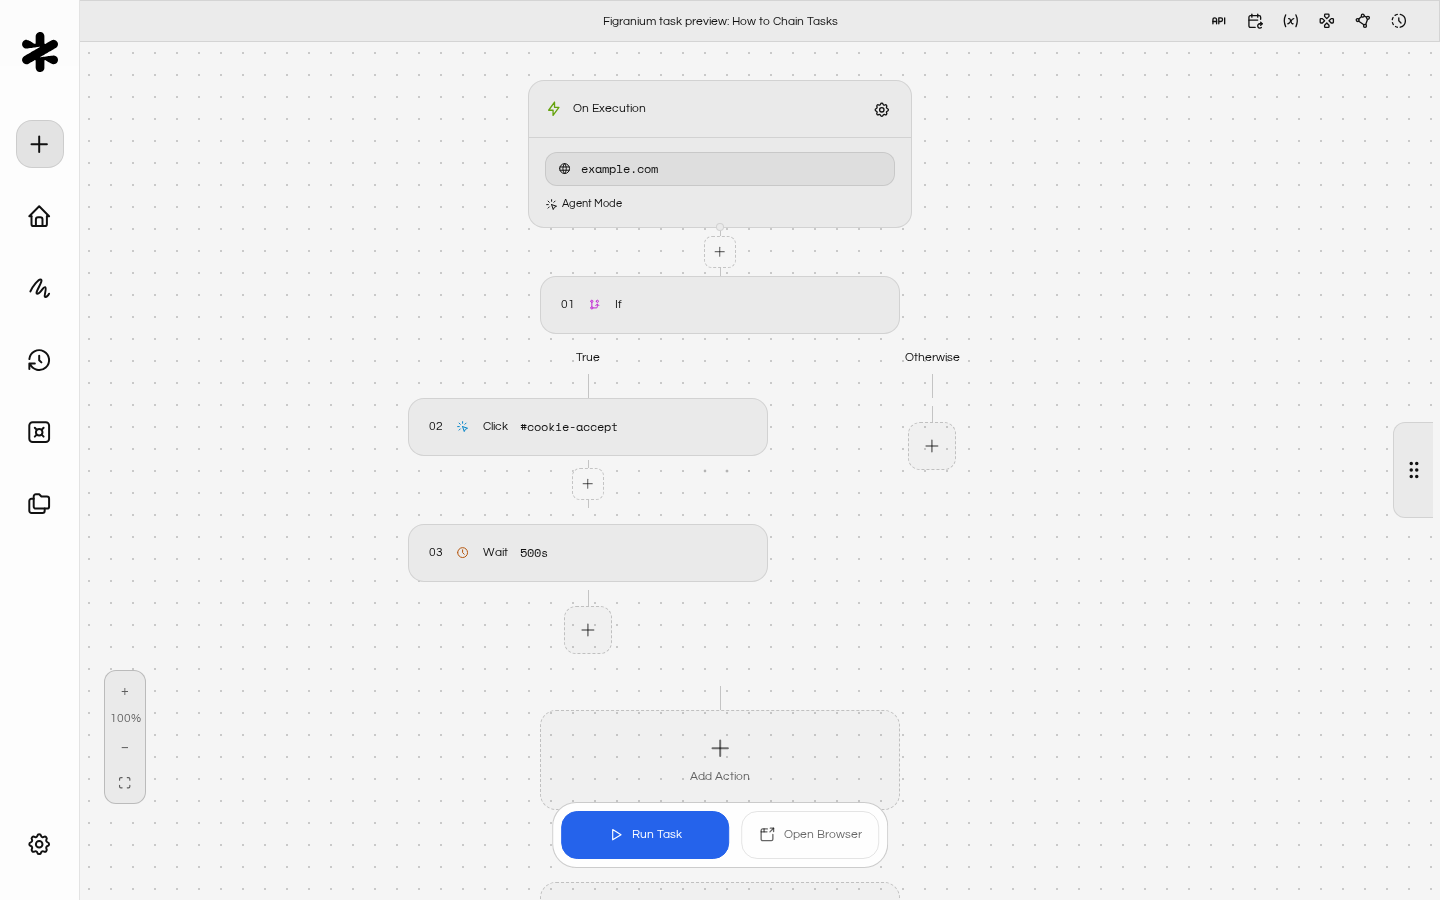 Figranium task preview: How to Chain Tasks
API
(x)
On Execution
example.com
Agent Mode
01 If
True
Otherwise
02 Click #cookie-accept
03 Wait 500s
+
100%
−
Add Action
Run Task
Open Browser